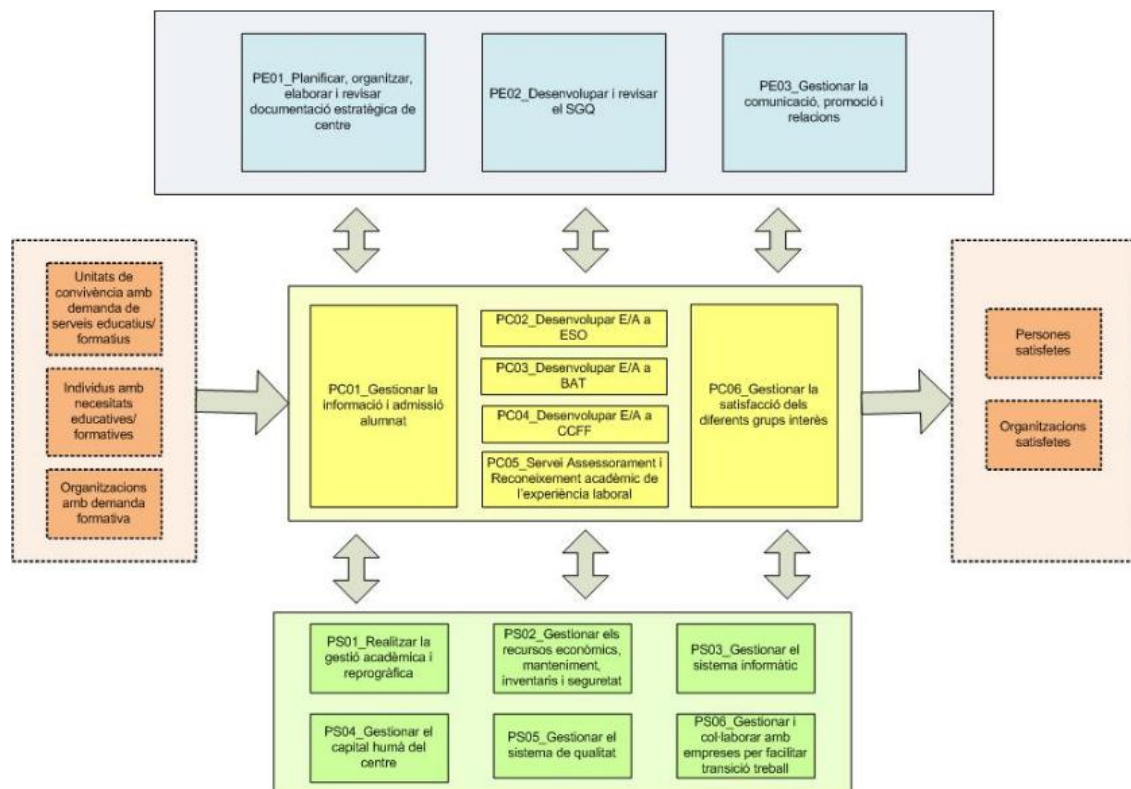 PE01_Planificar, organitzar,
elaborar i revisar
documentació estratègica de
centre
PE02_Desenvolupar i revisar
el SGQ
PE03_Gestionar la
comunicació, promoció i
relacions
Unitats de
convivència amb
demanda de
serveis educatius/
formatius
Individus amb
necesitats
educatives/
formatives
Organitzacions
amb demanda
formativa
PC01_Gestionar la
informació i admissió
alumnat
PC02_Desenvolupar E/A a
ESO
PC03_Desenvolupar E/A a
BAT
PC04_Desenvolupar E/A a
CCFF
PC05_Servei Assessorament i
Reconeixement acadèmic de
l'experiència laboral
PC06_Gestionar la
satisfacció dels
diferents grups interès
Persones
satisfetes
Organitzacions
satisfetes
PS01_Realitzar la
gestió acadèmica i
reprogràfica
PS02_Gestionar els
recursos econòmics,
manteniment,
inventaris i seguretat
PS03_Gestionar el
sistema informàtic
PS04_Gestionar el
capital humà del
centre
PS05_Gestionar el
sistema de qualitat
PS06_Gestionar i
col·laborar amb
empreses per facilitar
transició treball